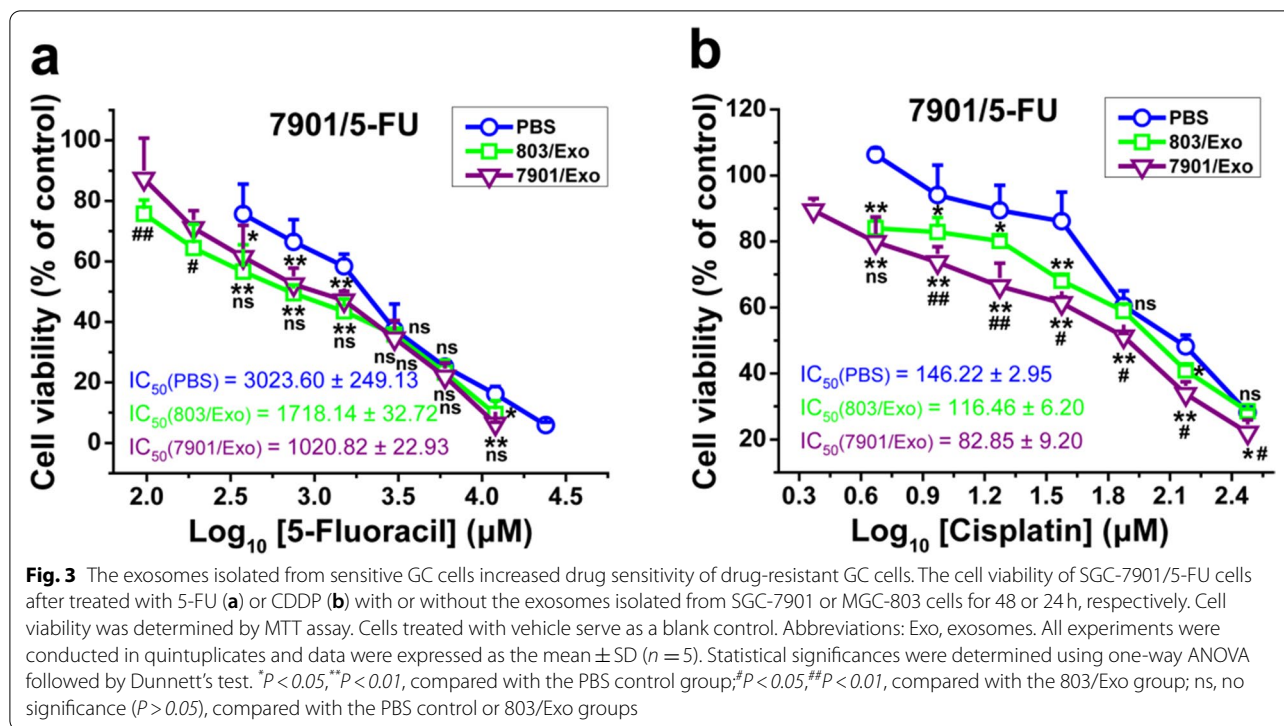 a
7901/5-FU
PBS
803/Exo
7901/Exo
Cell viability (% of control)
100
80
60
40
20
0
##
#
*
**
ns
**
ns
**
**
ns
ns
ns
ns
ns
ns
ns
*
**
ns
IC50(PBS) = 3023.60 ± 249.13
IC50(803/Exo) = 1718.14 ± 32.72
IC50(7901/Exo) = 1020.82 ± 22.93
2.0 2.5 3.0 3.5 4.0 4.5
Log10 [5-Fluoracil] (µM)
b
7901/5-FU
PBS
803/Exo
7901/Exo
Cell viability (% of control)
120
100
80
60
40
20
**
*
*
**
ns
**
ns
**
##
**
##
**
#
**
#
*
**
#
ns
*#
IC50(PBS) = 146.22 ± 2.95
IC50(803/Exo) = 116.46 ± 6.20
IC50(7901/Exo) = 82.85 ± 9.20
0.3 0.6 0.9 1.2 1.5 1.8 2.1 2.4
Log10 [Cisplatin] (µM)
Fig. 3 The exosomes isolated from sensitive GC cells increased drug sensitivity of drug-resistant GC cells. The cell viability of SGC-7901/5-FU cells
after treated with 5-FU (a) or CDDP (b) with or without the exosomes isolated from SGC-7901 or MGC-803 cells for 48 or 24 h, respectively. Cell
viability was determined by MTT assay. Cells treated with vehicle serve as a blank control. Abbreviations: Exo, exosomes. All experiments were
conducted in quintuplicates and data were expressed as the mean ± SD (n = 5). Statistical significances were determined using one-way ANOVA
followed by Dunnett's test. *P < 0.05,**P < 0.01, compared with the PBS control group;#P < 0.05,##P < 0.01, compared with the 803/Exo group; ns, no
significance (P > 0.05), compared with the PBS control or 803/Exo groups